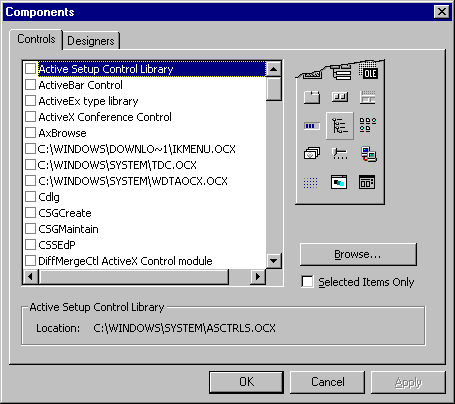 Components
Controls
Designers
Active Setup Control Library
ActiveBar Control
ActiveEx type library
ActiveX Conference Control
AxBrowse
C:\WINDOWS\DOWNLO~1\IKMENU.OCX
C:\WINDOWS\SYSTEM\TDC.OCX
C:\WINDOWS\SYSTEM\WDTAOCX.OCX
Cdlg
CSGCreate
CSGMaintain
CSSEdP
DiffMergeCtl ActiveX Control module
OLE
Browse...
Selected Items Only
Active Setup Control Library
Location: C:\WINDOWS\SYSTEM\ASCTRLS.OCX
OK
Cancel
Apply